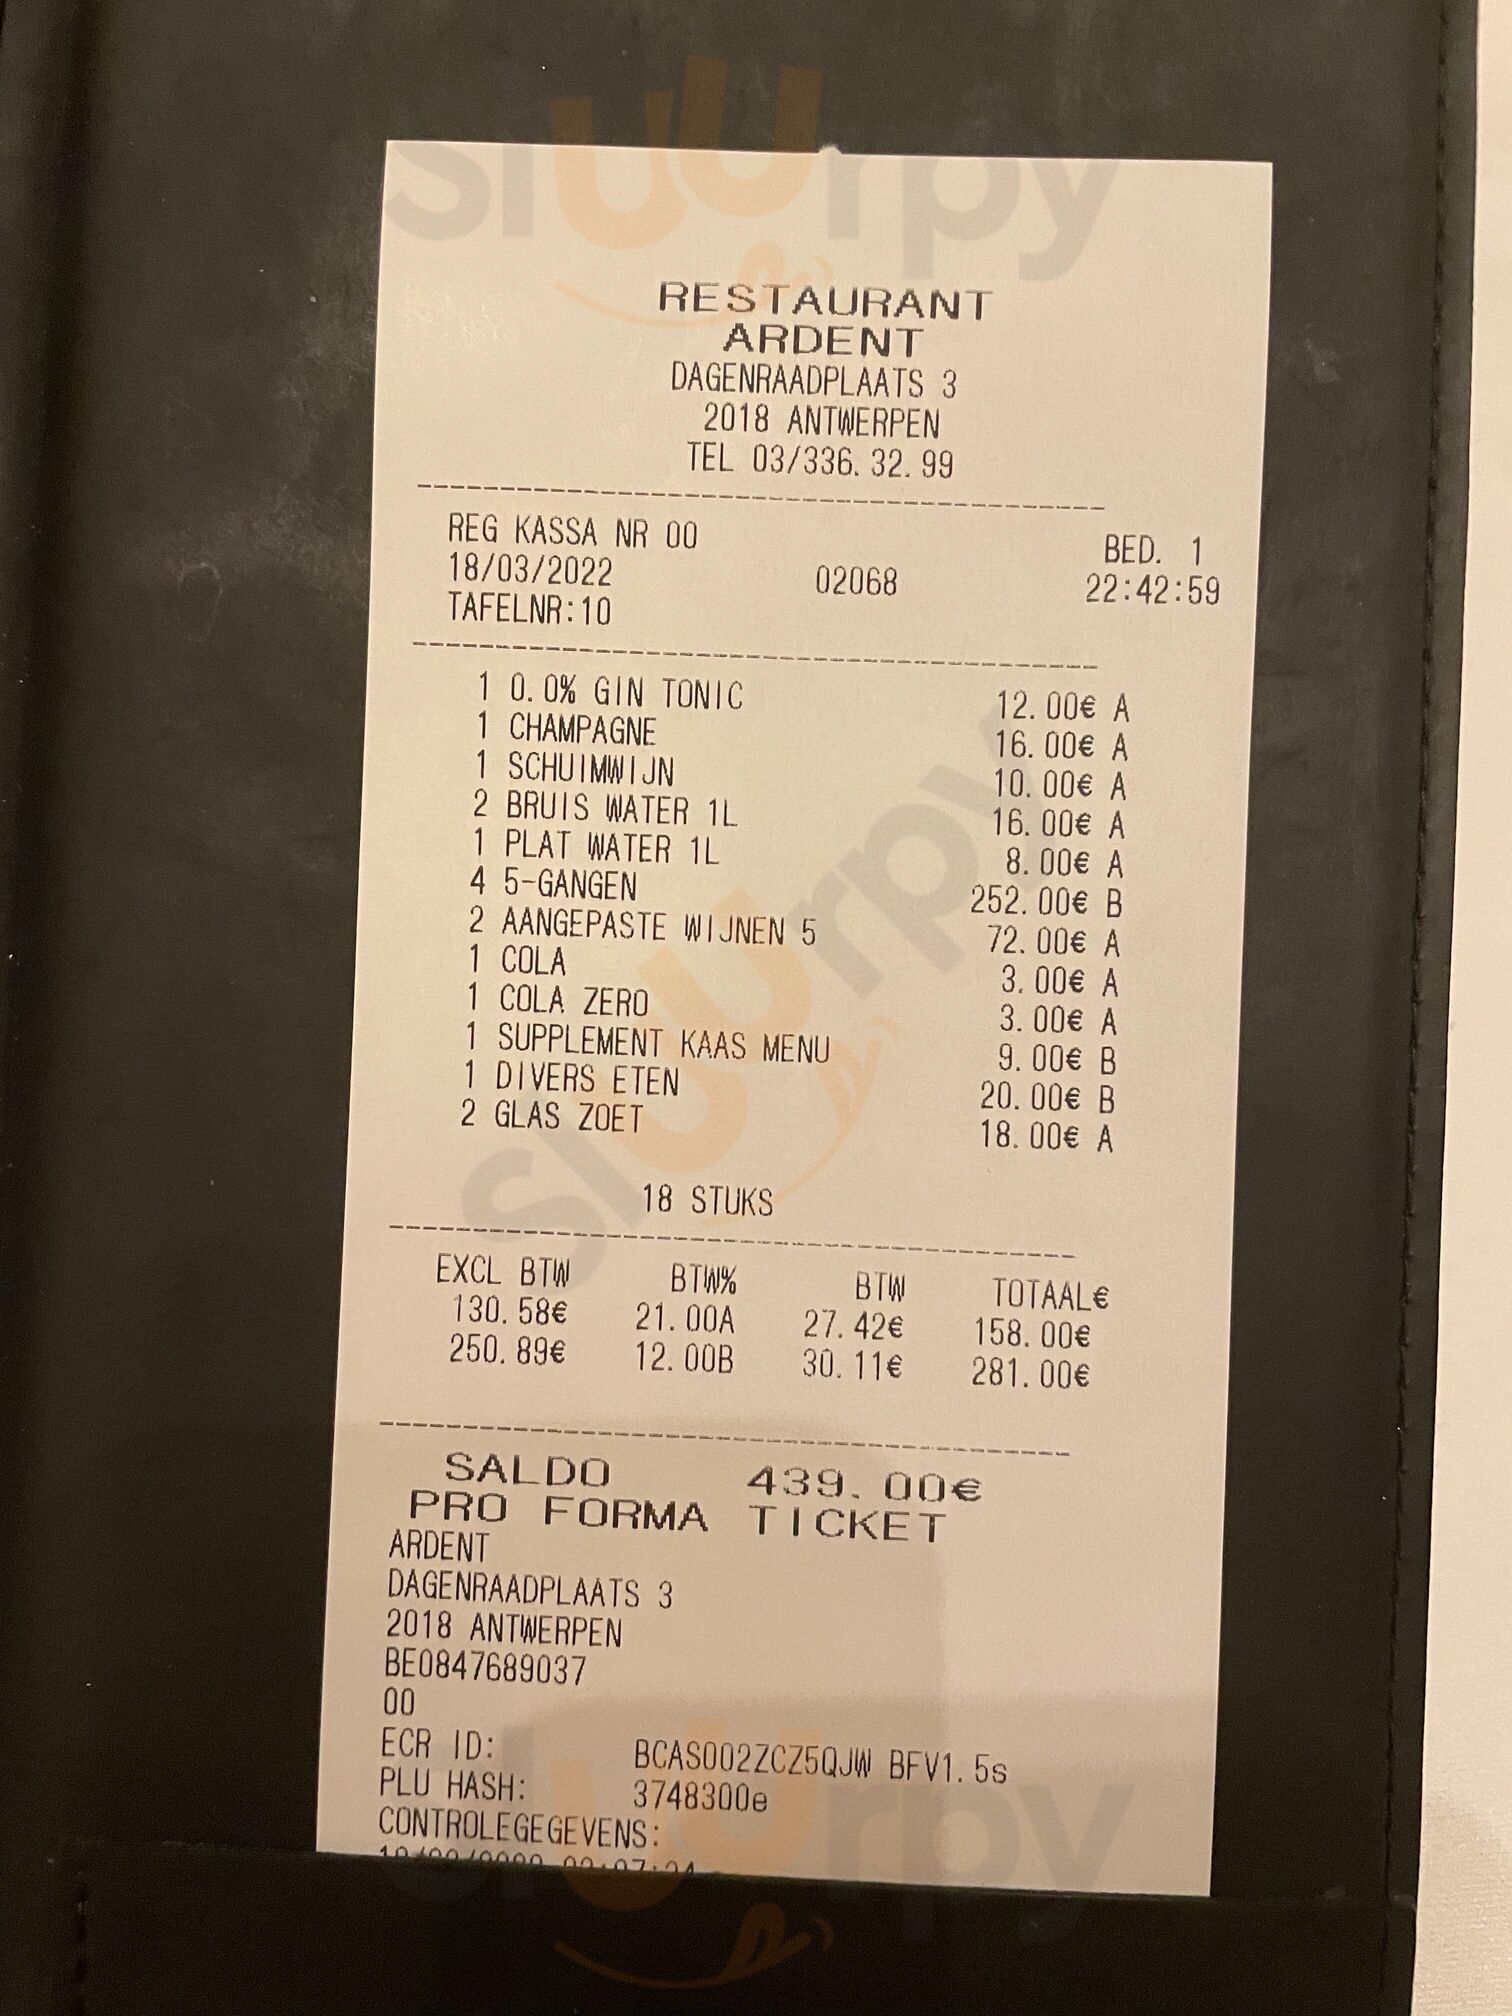 RESTAURANT
ARDENT
DAGENRAADPLAATS 3
2018 ANTWERPEN
TEL 03/336.32.99
REG KASSA NR 00 BED. 1
18/03/2022 02068 22:42:59
TAFELNR:10
1 0.0% GIN TONIC 12.00€ A
1 CHAMPAGNE 16.00€ A
1 SCHUIMWIJN 10.00€ A
2 BRUIS WATER 1L 16.00€ A
1 PLAT WATER 1L 8.00€ A
4 5-GANGEN 252.00€ B
2 AANGEPASTE WIJNEN 5 72.00€ A
1 COLA 3.00€ A
1 COLA ZERO 3.00€ A
1 SUPPLEMENT KAAS MENU 9.00€ B
1 DIVERS ETEN 20.00€ B
2 GLAS ZOET 18.00€ A
18 STUKS
EXCL BTW BTW% BTW TOTAAL€
130.58€ 21.00A 27.42€ 158.00€
250.89€ 12.00B 30.11€ 281.00€
SALDO 439.00€
PRO FORMA TICKET
ARDENT
DAGENRAADPLAATS 3
2018 ANTWERPEN
BE0847689037
00
ECR ID: BCAS002ZCZ5QJW BFV1.5s
PLU HASH: 3748300e
CONTROLEGEGEVENS:
sluurpy
sluurpy
sluurpy